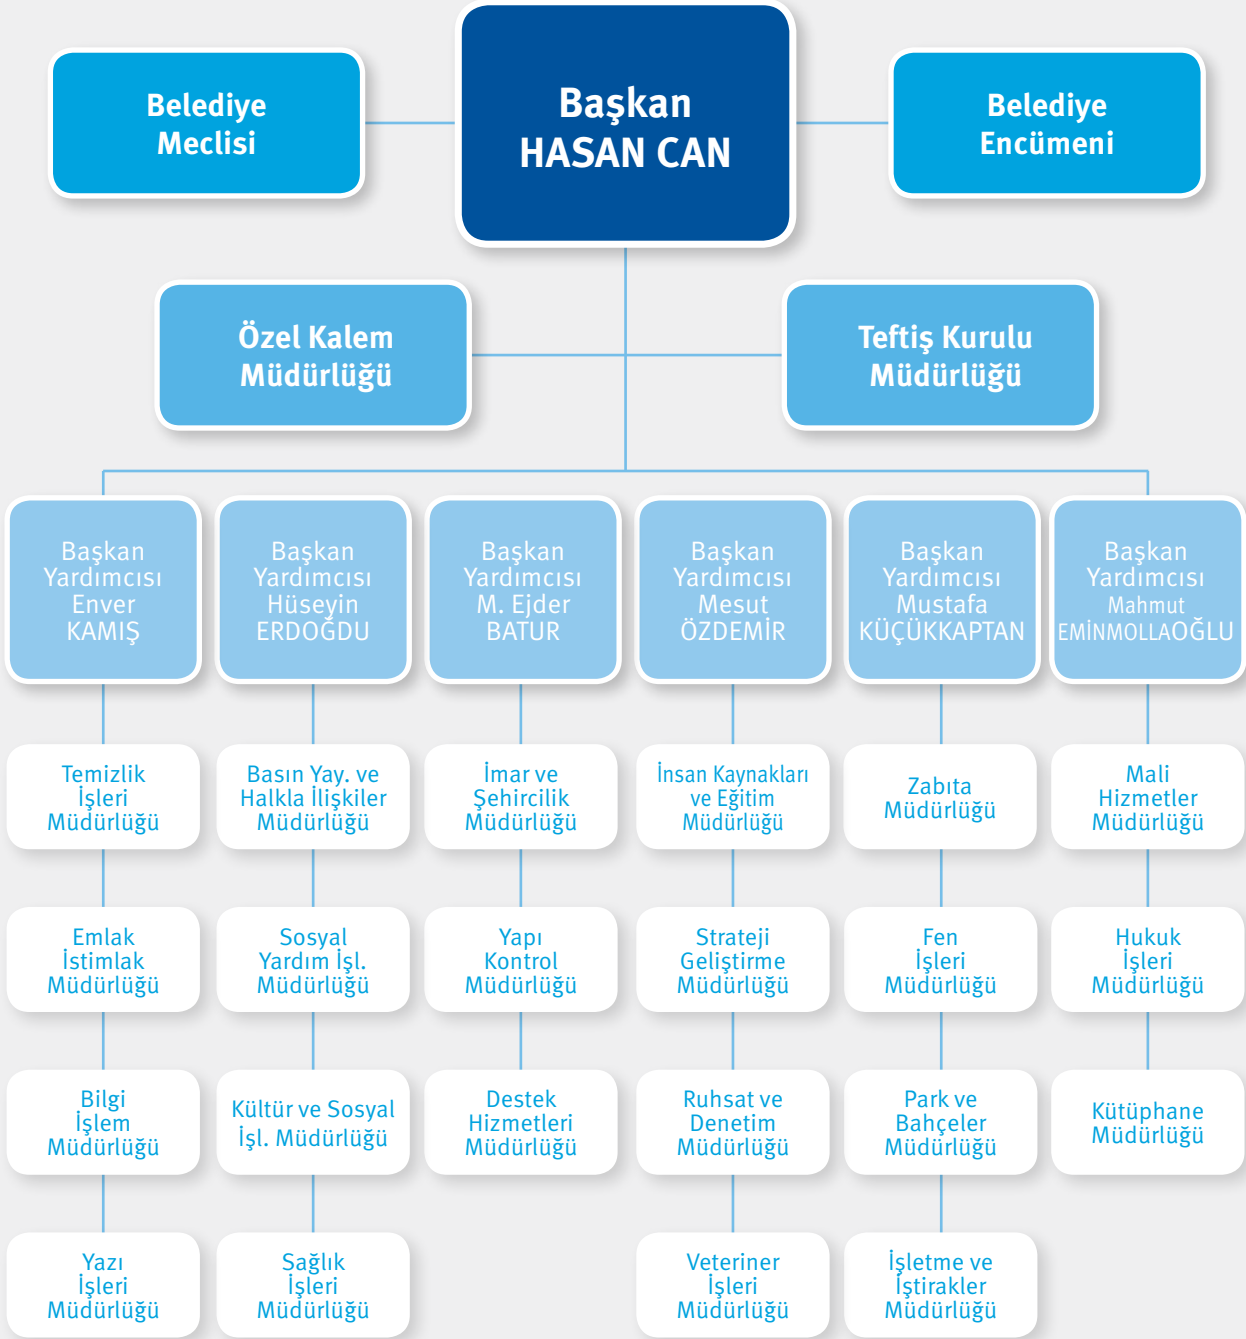 Belediye
Meclisi
Başkan
HASAN CAN
Belediye
Encümeni
Özel Kalem
Müdürlüğü
Teftiş Kurulu
Müdürlüğü
Başkan
Yardımcısı
Enver
KAMIŞ
Başkan
Yardımcısı
Hüseyin
ERDOĞDU
Başkan
Yardımcısı
M. Ejder
BATUR
Başkan
Yardımcısı
Mesut
ÖZDEMİR
Başkan
Yardımcısı
Mustafa
KÜÇÜKKAPTAN
Başkan
Yardımcısı
Mahmut
EMİNMOLLAOĞLU
Temizlik
İşleri
Müdürlüğü
Basın Yay. ve
Halkla İlişkiler
Müdürlüğü
İmar ve
Şehircilik
Müdürlüğü
İnsan Kaynakları
ve Eğitim
Müdürlüğü
Zabıta
Müdürlüğü
Mali
Hizmetler
Müdürlüğü
Emlak
İstimlak
Müdürlüğü
Sosyal
Yardım İşl.
Müdürlüğü
Yapı
Kontrol
Müdürlüğü
Strateji
Geliştirme
Müdürlüğü
Fen
İşleri
Müdürlüğü
Hukuk
İşleri
Müdürlüğü
Bilgi
İşlem
Müdürlüğü
Kültür ve Sosyal
İşl. Müdürlüğü
Destek
Hizmetleri
Müdürlüğü
Ruhsat ve
Denetim
Müdürlüğü
Park ve
Bahçeler
Müdürlüğü
Kütüphane
Müdürlüğü
Yazı
İşleri
Müdürlüğü
Sağlık
İşleri
Müdürlüğü
Veteriner
İşleri
Müdürlüğü
İşletme ve
İştirakler
Müdürlüğü